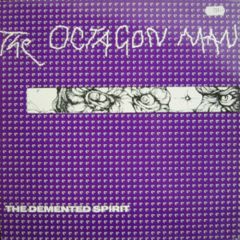 THE OCTAGON MAN
THE DEMENTED SPIRIT